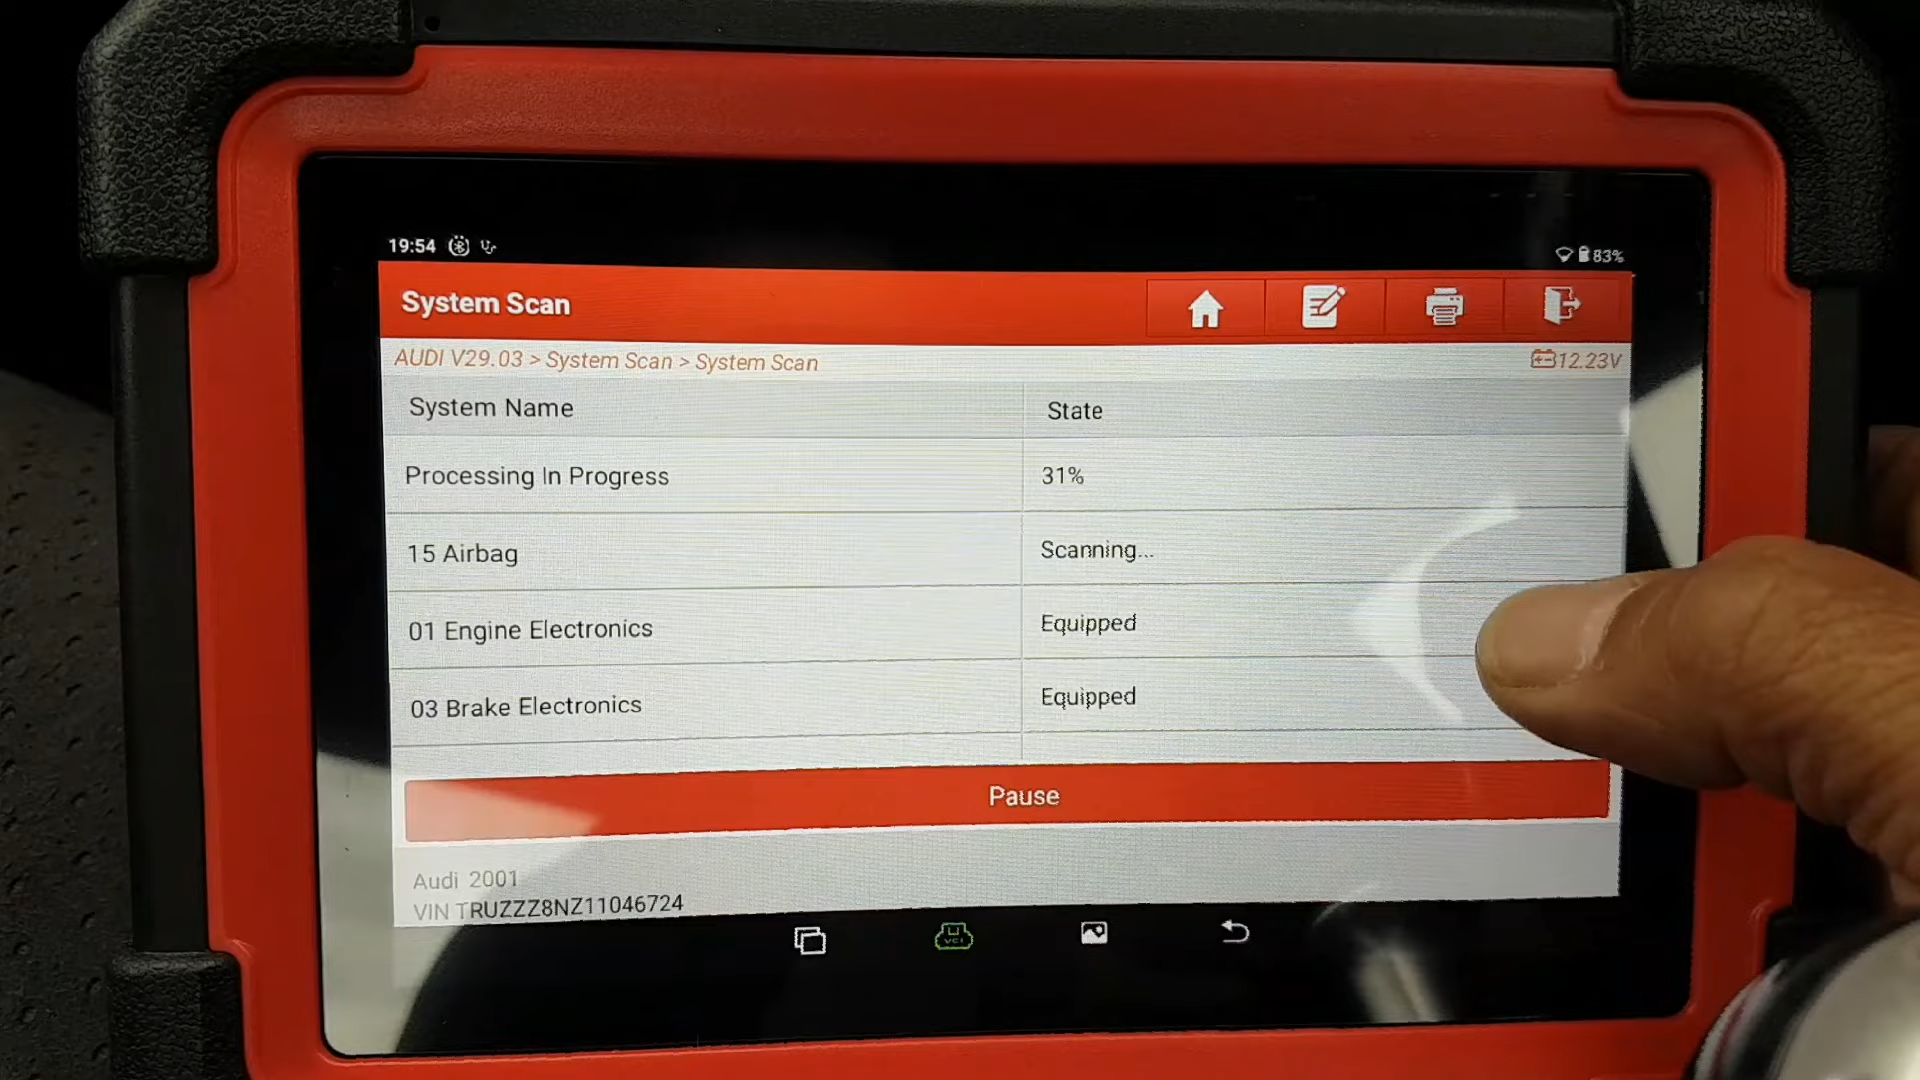 19:54
83%
System Scan
AUDI V29.03 > System Scan > System Scan
12.23V
System Name State
Processing In Progress 31%
15 Airbag Scanning...
01 Engine Electronics Equipped
03 Brake Electronics Equipped
Pause
Audi 2001
VIN TRUZZZ8NZ11046724
VCI